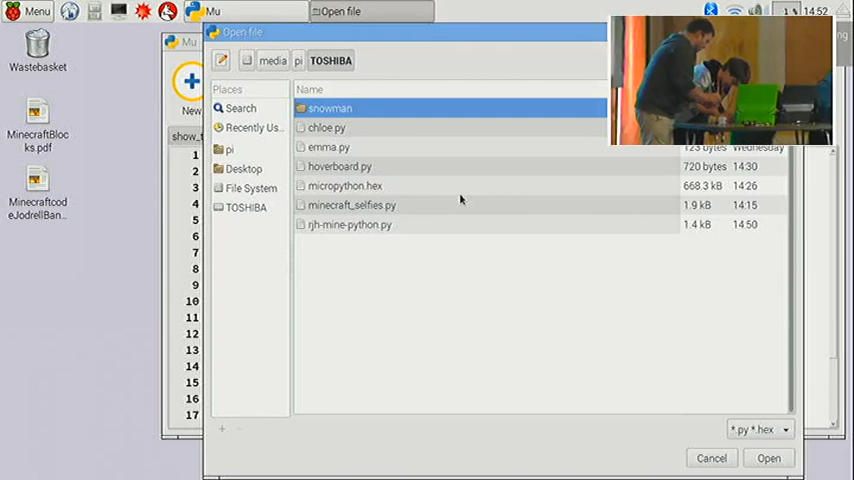 Menu
Mu
Open file
1 %
14:52
Wastebasket
MinecraftBloc
ks.pdf
Minecraftcod
eJodrellBan...
Mu
New
show_t
1
2
3
4
5
6
7
8
9
10
11
12
13
14
15
16
17
Open file
media
pi
TOSHIBA
Places
Search
Recently Us...
pi
Desktop
File System
TOSHIBA
Name
snowman
chloe.py
emma.py 123 bytes Wednesday
hoverboard.py 720 bytes 14:30
micropython.hex 668.3 kB 14:26
minecraft_selfies.py 1.9 kB 14:15
rjh-mine-python.py 1.4 kB 14:50
*.py *.hex
Cancel
Open